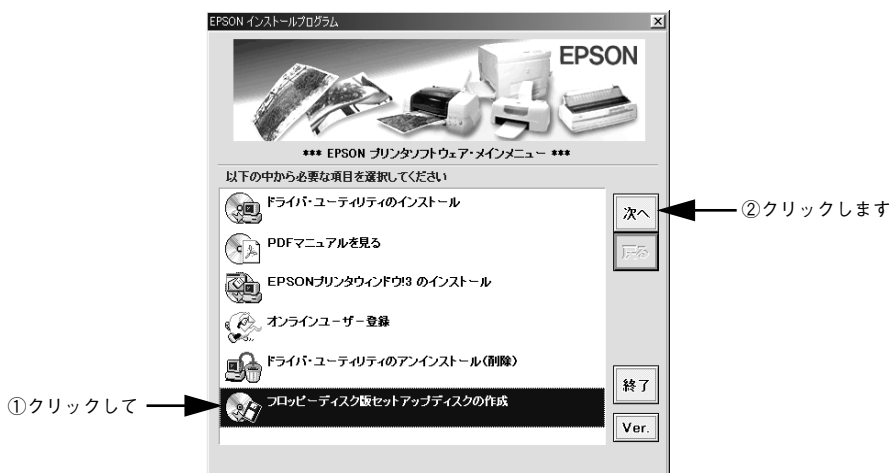 EPSON インストールプログラム
EPSON
*** EPSON プリンタソフトウェア・メインメニュー ***
以下の中から必要な項目を選択してください
ドライバ・ユーティリティのインストール
PDFマニュアルを見る
EPSONプリンタウィンドウ!3 のインストール
オンラインユーザー登録
ドライバ・ユーティリティのアンインストール(削除)
フロッピーディスク版セットアップディスクの作成
次へ
戻る
終了
Ver.
①クリックして
②クリックします